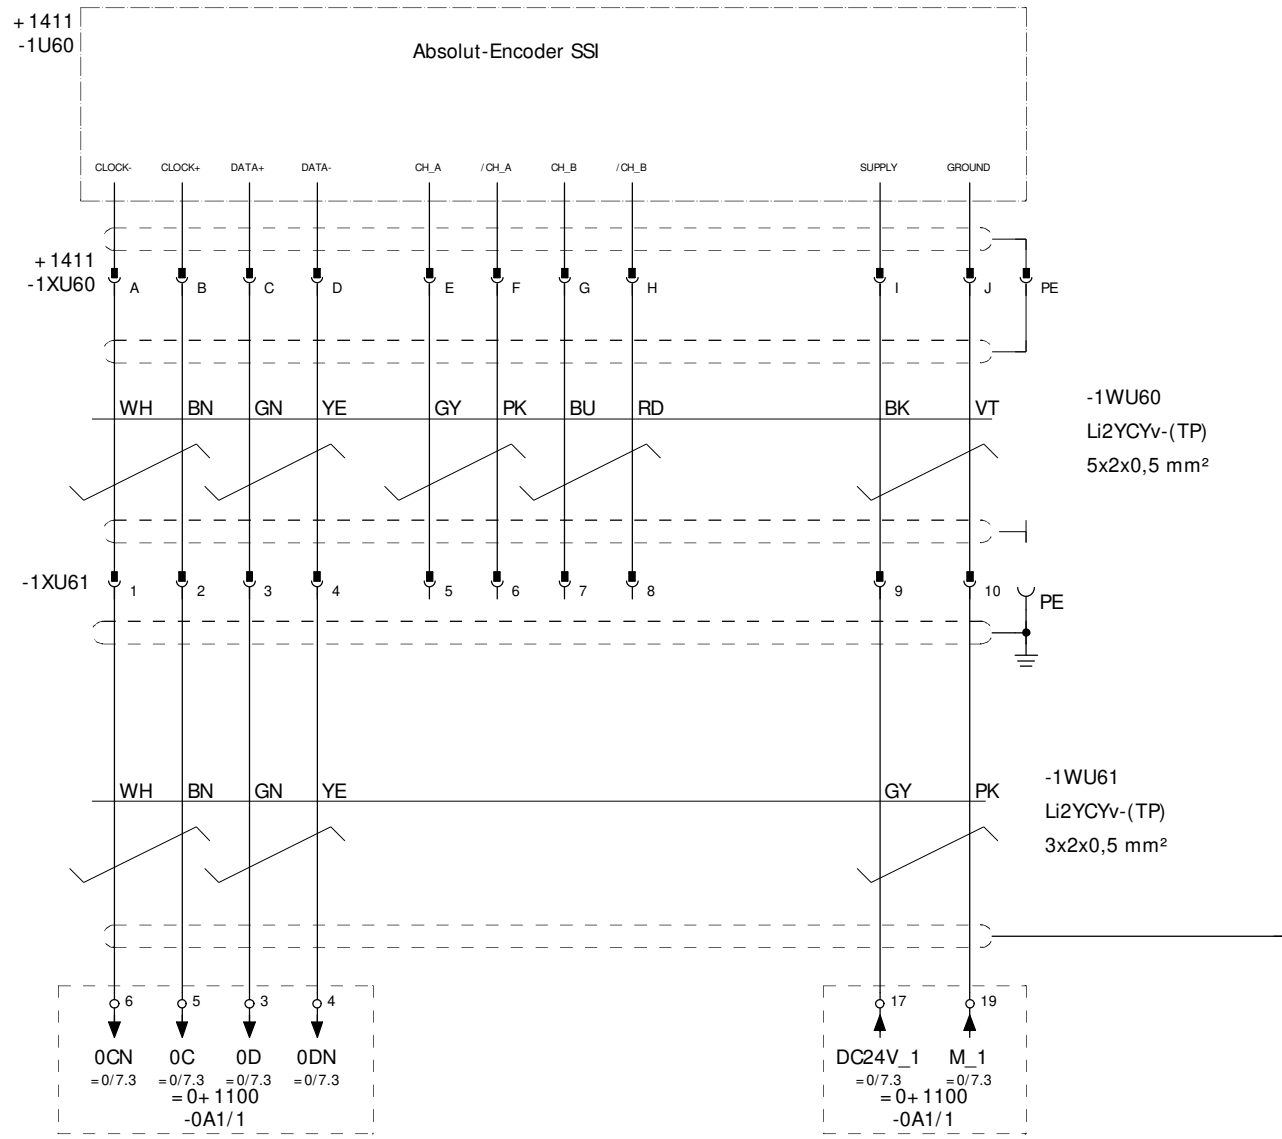 +1411
-1U60
Absolut-Encoder SSI
CLOCK- CLOCK+ DATA+ DATA- CH_A /CH_A CH_B /CH_B SUPPLY GROUND
+1411
-1XU60
A B C D E F G H I J PE
WH BN GN YE GY PK BU RD BK VT
-1WU60
Li2YCYv-(TP)
5x2x0,5 mm²
-1XU61
1 2 3 4 5 6 7 8 9 10 PE
WH BN GN YE GY PK
-1WU61
Li2YCYv-(TP)
3x2x0,5 mm²
6 5 3 4 17 19
0CN 0C 0D 0DN DC24V_1 M_1
=0/7.3 =0/7.3 =0/7.3 =0/7.3 =0/7.3 =0/7.3
=0+1100 =0+1100
-0A1/1 -0A1/1